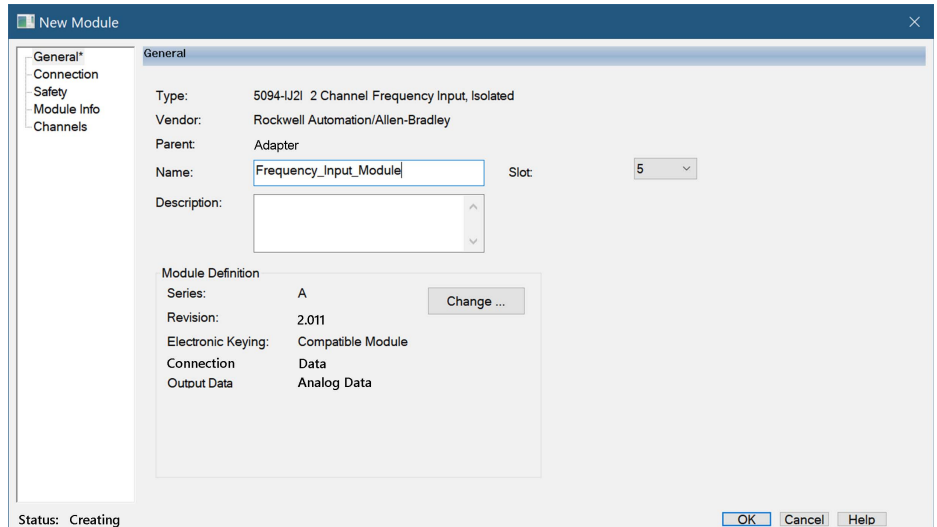 New Module
General*
Connection
Safety
Module Info
Channels
General
Type: 5094-IJ2I 2 Channel Frequency Input, Isolated
Vendor: Rockwell Automation/Allen-Bradley
Parent: Adapter
Name: Frequency_Input_Module Slot: 5
Description:
Module Definition
Series: A Change ...
Revision: 2.011
Electronic Keying: Compatible Module
Connection Data
Output Data Analog Data
Status: Creating OK Cancel Help